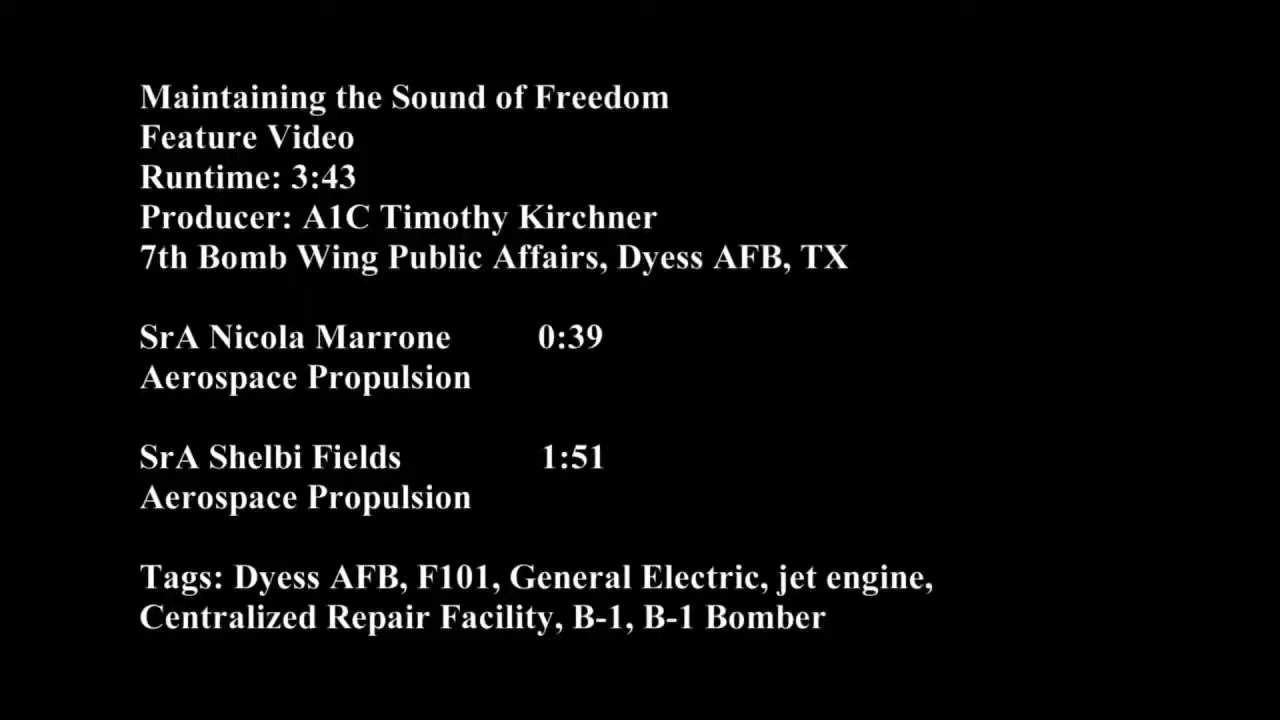 Maintaining the Sound of Freedom
Feature Video
Runtime: 3:43
Producer: A1C Timothy Kirchner
7th Bomb Wing Public Affairs, Dyess AFB, TX
SrA Nicola Marrone 0:39
Aerospace Propulsion
SrA Shelbi Fields 1:51
Aerospace Propulsion
Tags: Dyess AFB, F101, General Electric, jet engine,
Centralized Repair Facility, B-1, B-1 Bomber